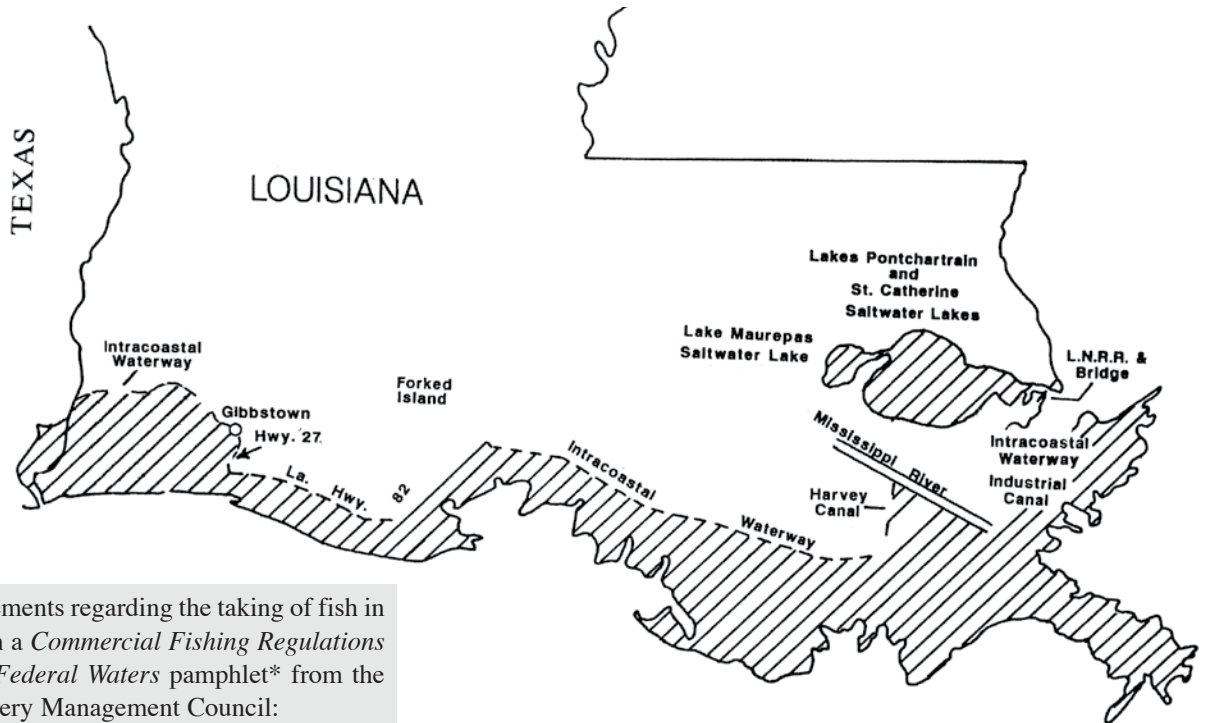 TEXAS
LOUISIANA
Lakes Pontchartrain
and
St. Catherine
Saltwater Lakes
Lake Maurepas
Saltwater Lake
L.N.R.R. &
Bridge
Intracoastal
Waterway
Forked
Island
Gibbstown
Hwy. 27
La. Hwy. 82
Intracoastal Waterway
Mississippi River
Harvey
Canal
Intracoastal
Waterway
Industrial
Canal
ements regarding the taking of fish in
a Commercial Fishing Regulations
Federal Waters pamphlet* from the
ery Management Council: